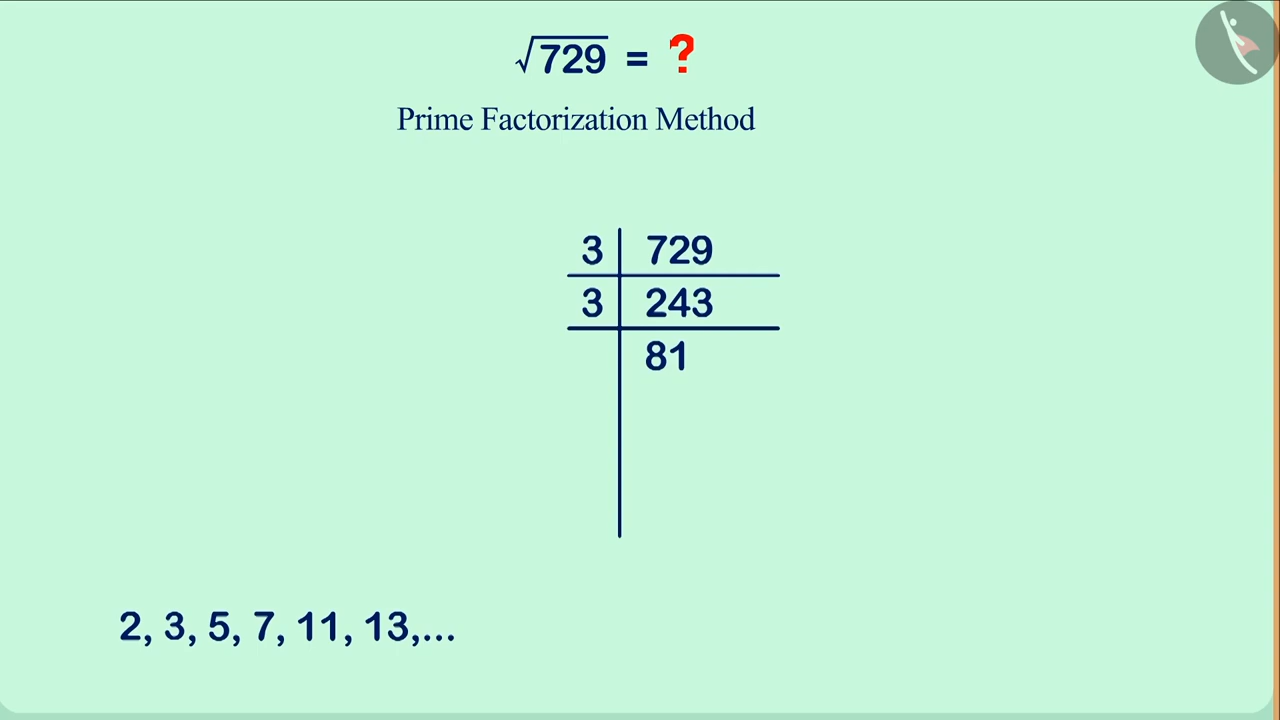 √729 = ?
Prime Factorization Method
3 729
3 243
81
2, 3, 5, 7, 11, 13,...